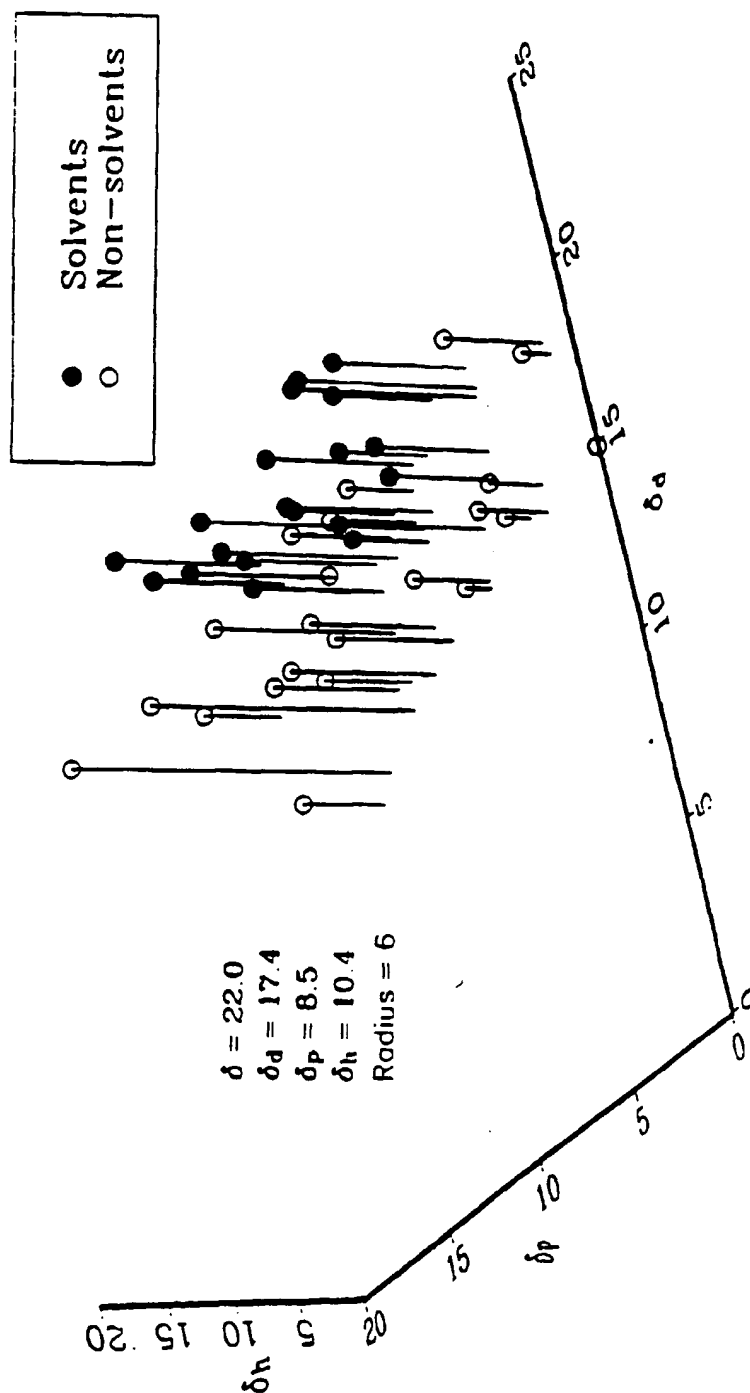 Solvents
Non-solvents
δ = 22.0
δd = 17.4
δp = 8.5
δh = 10.4
Radius = 6
δh
20
15
10
5
20
15
10
5
0
δp
0
5
10
15
20
25
δd